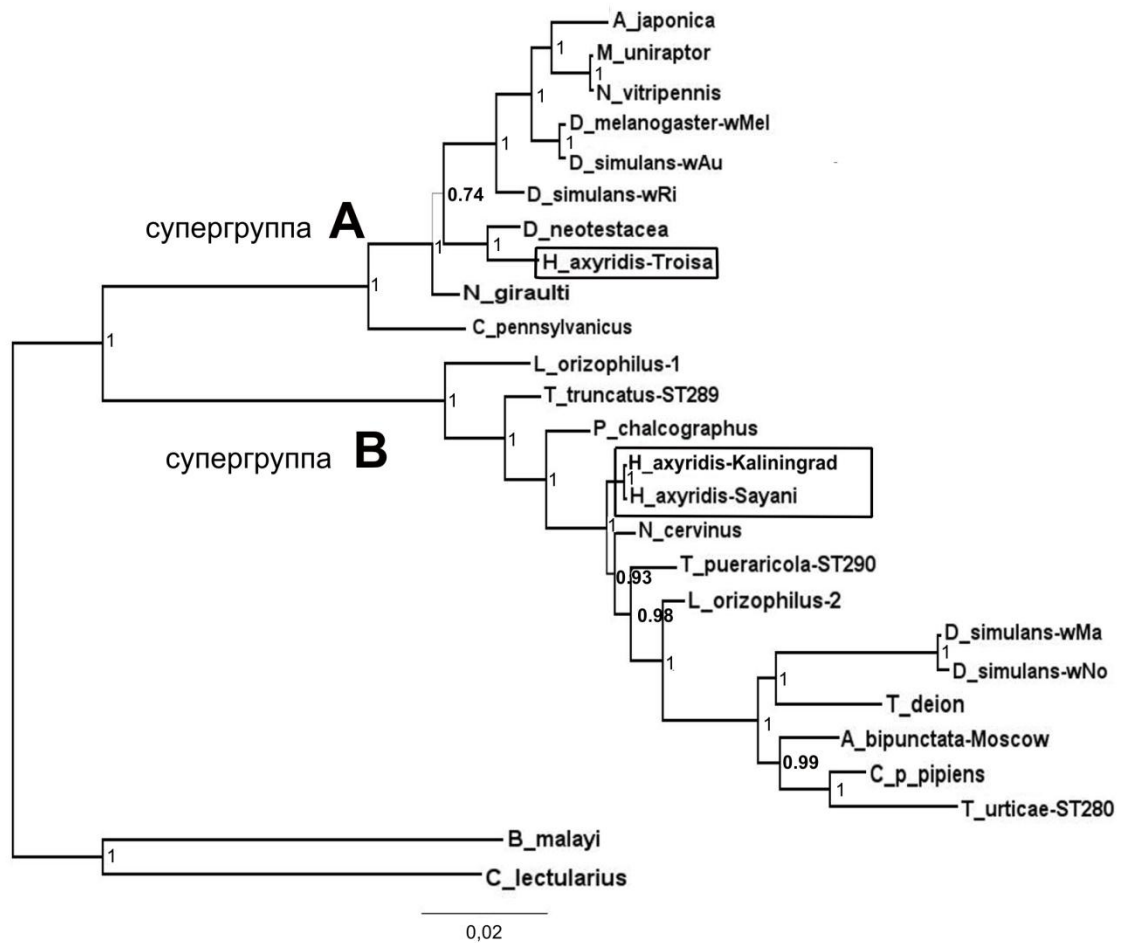 A_japonica
1
M_uniraptor
1
N_vitripennis
1
D_melanogaster-wMel
1
D_simulans-wAu
1
D_simulans-wRi
0.74
супергруппа A
D_neotestacea
1
1
H_axyridis-Troisa
1
N_giraulti
C_pennsylvanicus
1
L_orizophilus-1
T_truncatus-ST289
1
P_chalcographus
1
супергруппа B
H_axyridis-Kaliningrad
1
1
H_axyridis-Sayani
1
N_cervinus
T_pueraricola-ST290
0.93
L_orizophilus-2
0.98
D_simulans-wMa
1
1
D_simulans-wNo
1
T_deion
1
A_bipunctata-Moscow
0.99
C_p_pipiens
1
T_urticae-ST280
B_malayi
1
C_lectularius
0,02